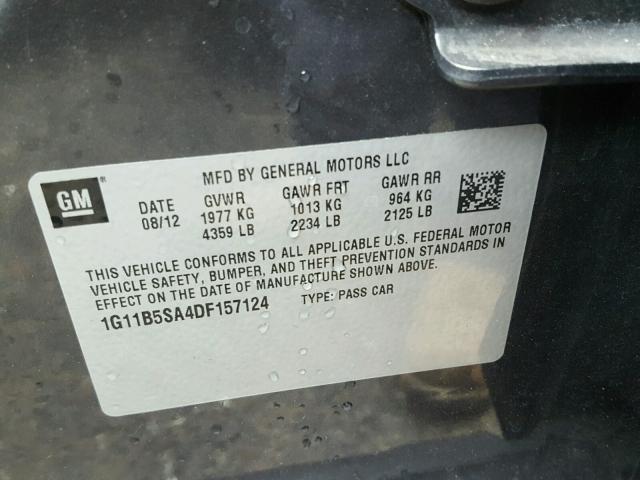 MFD BY GENERAL MOTORS LLC
GM ®
DATE GVWR GAWR FRT GAWR RR
08/12 1977 KG 1013 KG 964 KG
4359 LB 2234 LB 2125 LB
THIS VEHICLE CONFORMS TO ALL APPLICABLE U.S. FEDERAL MOTOR
VEHICLE SAFETY, BUMPER, AND THEFT PREVENTION STANDARDS IN
EFFECT ON THE DATE OF MANUFACTURE SHOWN ABOVE.
1G11B5SA4DF157124 TYPE: PASS CAR